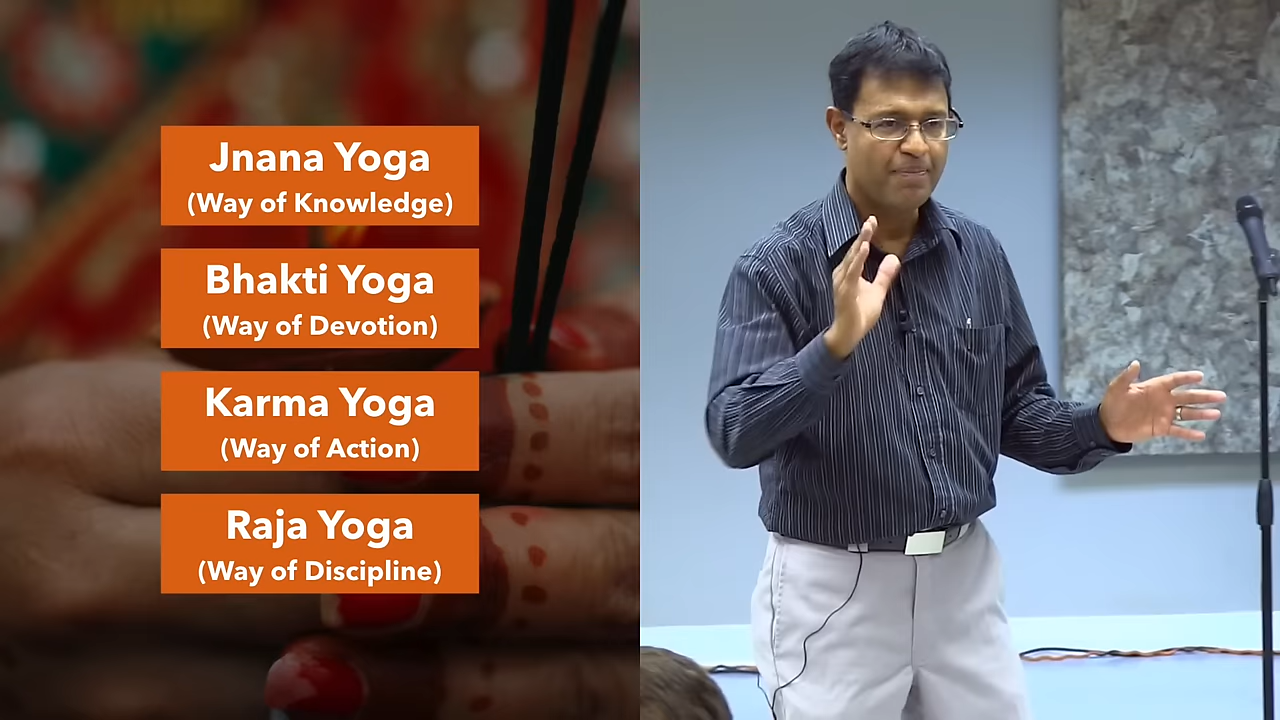 Jnana Yoga
(Way of Knowledge)
Bhakti Yoga
(Way of Devotion)
Karma Yoga
(Way of Action)
Raja Yoga
(Way of Discipline)